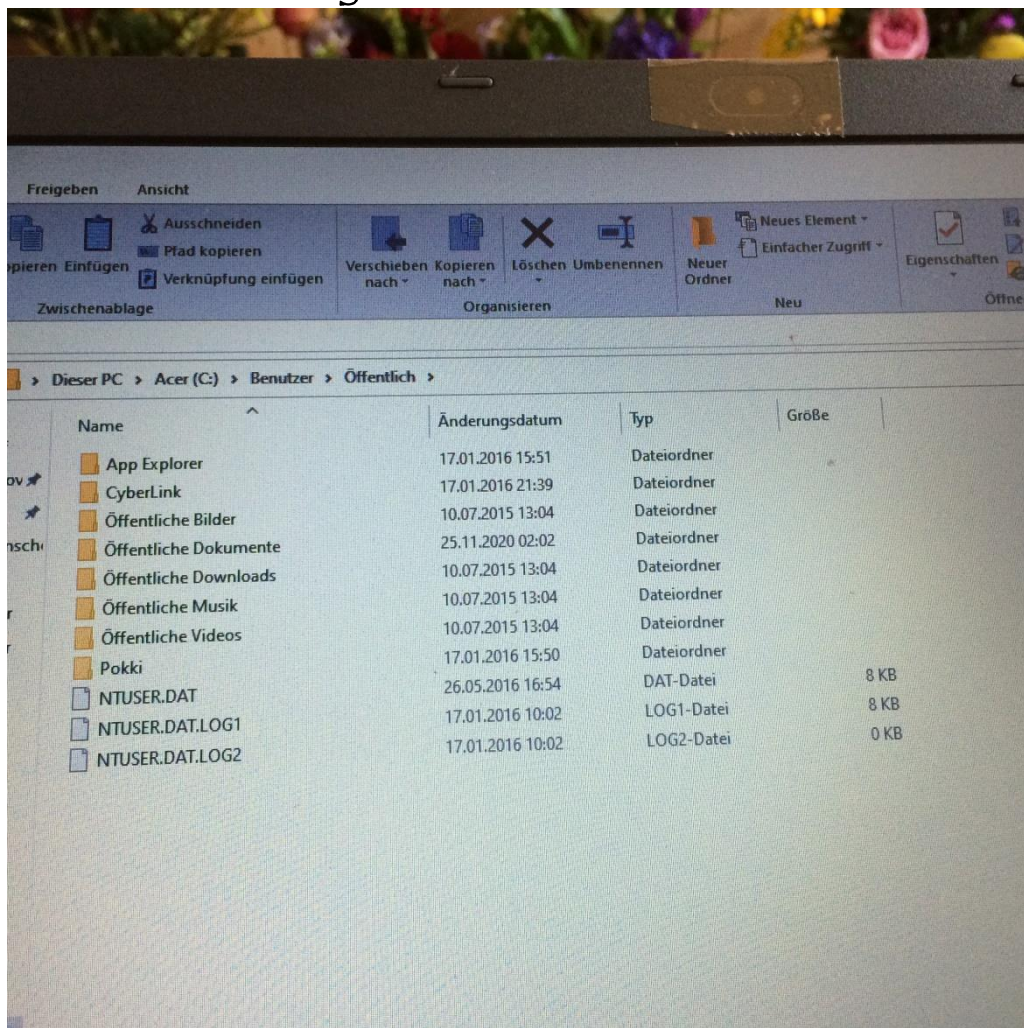 Freigeben Ansicht
Ausschneiden
Pfad kopieren
Einfügen Verknüpfung einfügen
Verschieben nach Kopieren nach Löschen Umbenennen
Neuer Ordner
Neues Element
Einfacher Zugriff
Eigenschaften
Zwischenablage Organisieren Neu
Dieser PC > Acer (C:) > Benutzer > Öffentlich >
Name Änderungsdatum Typ Größe
App Explorer 17.01.2016 15:51 Dateiordner
CyberLink 17.01.2016 21:39 Dateiordner
Öffentliche Bilder 10.07.2015 13:04 Dateiordner
Öffentliche Dokumente 25.11.2020 02:02 Dateiordner
Öffentliche Downloads 10.07.2015 13:04 Dateiordner
Öffentliche Musik 10.07.2015 13:04 Dateiordner
Öffentliche Videos 10.07.2015 13:04 Dateiordner
Pokki 17.01.2016 15:50 Dateiordner
NTUSER.DAT 26.05.2016 16:54 DAT-Datei 8 KB
NTUSER.DAT.LOG1 17.01.2016 10:02 LOG1-Datei 8 KB
NTUSER.DAT.LOG2 17.01.2016 10:02 LOG2-Datei 0 KB